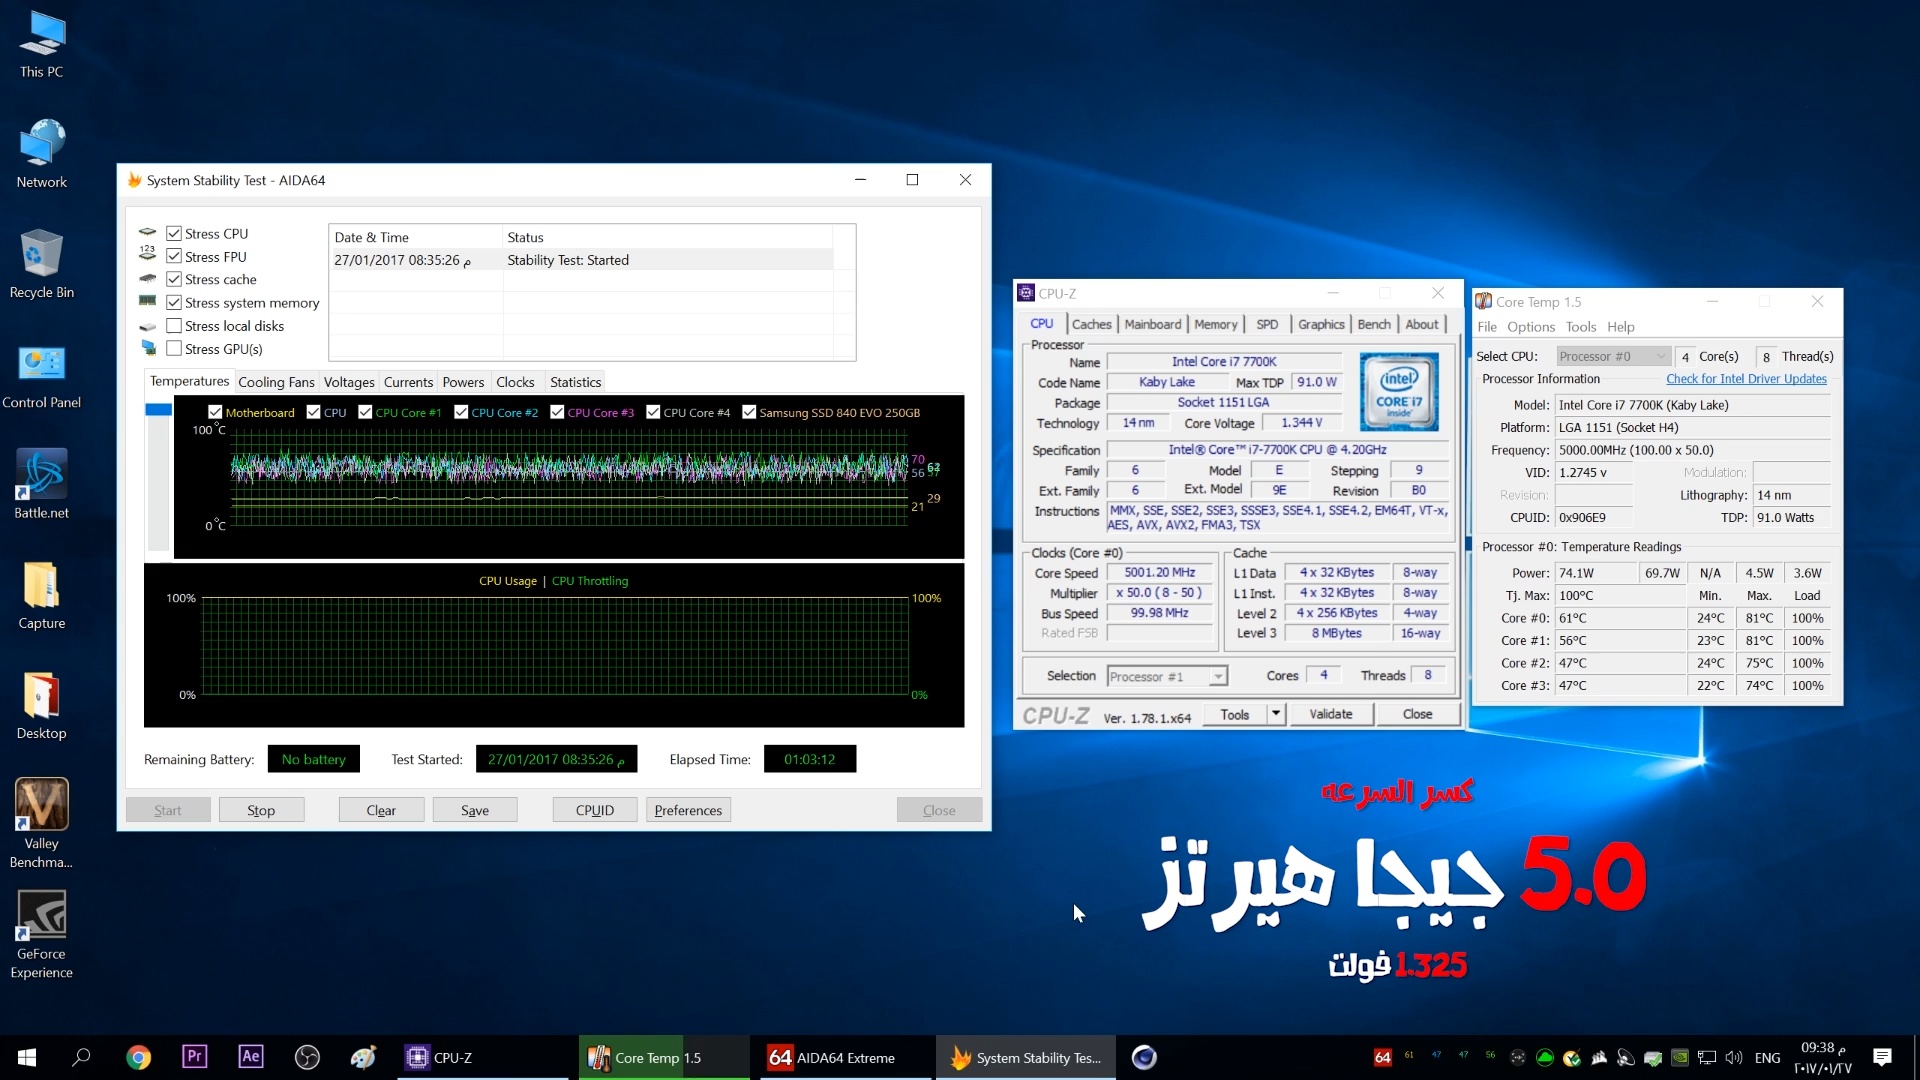 This PC
Network
Recycle Bin
Control Panel
Battle.net
Capture
Desktop
Valley
Benchma...
GeForce
Experience
System Stability Test - AIDA64
Stress CPU
123
Stress FPU
Stress cache
Stress system memory
Stress local disks
Stress GPU(s)
Date & Time Status
27/01/2017 08:35:26 م Stability Test: Started
Temperatures Cooling Fans Voltages Currents Powers Clocks Statistics
Motherboard CPU CPU Core #1 CPU Core #2 CPU Core #3 CPU Core #4 Samsung SSD 840 EVO 250GB
100°C
70
56
62
29
21
0°C
CPU Usage | CPU Throttling
100% 100%
0% 0%
Remaining Battery: No battery Test Started: 27/01/2017 08:35:26 م Elapsed Time: 01:03:12
Start Stop Clear Save CPUID Preferences Close
CPU-Z
CPU Caches Mainboard Memory SPD Graphics Bench About
Processor
Name Intel Core i7 7700K
Code Name Kaby Lake Max TDP 91.0 W
Package Socket 1151 LGA
Technology 14 nm Core Voltage 1.344 V
intel CORE i7 inside
Specification Intel® Core™ i7-7700K CPU @ 4.20GHz
Family 6 Model E Stepping 9
Ext. Family 6 Ext. Model 9E Revision B0
Instructions MMX, SSE, SSE2, SSE3, SSSE3, SSE4.1, SSE4.2, EM64T, VT-x,
AES, AVX, AVX2, FMA3, TSX
Clocks (Core #0) Cache
Core Speed 5001.20 MHz L1 Data 4 x 32 KBytes 8-way
Multiplier x 50.0 ( 8 - 50 ) L1 Inst. 4 x 32 KBytes 8-way
Bus Speed 99.98 MHz Level 2 4 x 256 KBytes 4-way
Rated FSB Level 3 8 MBytes 16-way
Selection Processor #1 Cores 4 Threads 8
CPU-Z Ver. 1.78.1.x64 Tools Validate Close
Core Temp 1.5
File Options Tools Help
Select CPU: Processor #0 4 Core(s) 8 Thread(s)
Processor Information Check for Intel Driver Updates
Model: Intel Core i7 7700K (Kaby Lake)
Platform: LGA 1151 (Socket H4)
Frequency: 5000.00MHz (100.00 x 50.0)
VID: 1.2745 v Modulation:
Revision: Lithography: 14 nm
CPUID: 0x906E9 TDP: 91.0 Watts
Processor #0: Temperature Readings
Power: 74.1W 69.7W N/A 4.5W 3.6W
Tj. Max: 100°C Min. Max. Load
Core #0: 61°C 24°C 81°C 100%
Core #1: 56°C 23°C 81°C 100%
Core #2: 47°C 24°C 75°C 100%
Core #3: 47°C 22°C 74°C 100%
كسر السرعه
5.0 جيجا هيرتز
1.325 فولت
Pr Ae CPU-Z Core Temp 1.5 64 AIDA64 Extreme System Stability Tes...
64 61 47 47 56 ENG
09:38 م
٢٠١٧/٠١/٢٧